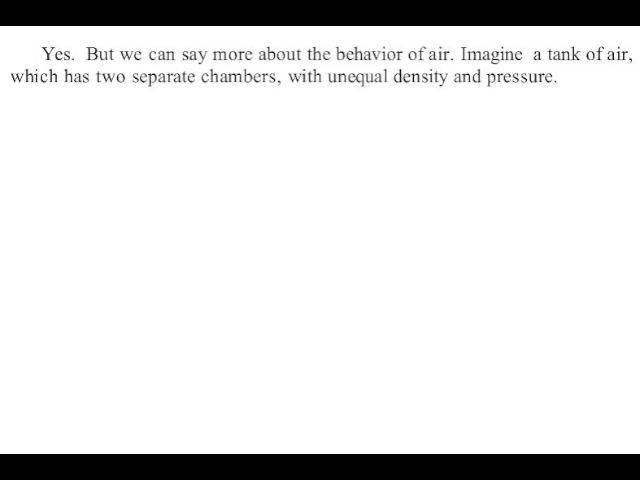 Yes. But we can say more about the behavior of air. Imagine a tank of air,
which has two separate chambers, with unequal density and pressure.